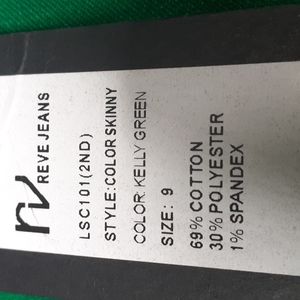 rv
REVE JEANS
LSC101(2ND)
STYLE:COLOR SKINNY
COLOR: KELLY GREEN
SIZE: 9
69% COTTON
30% POLYESTER
1% SPANDEX